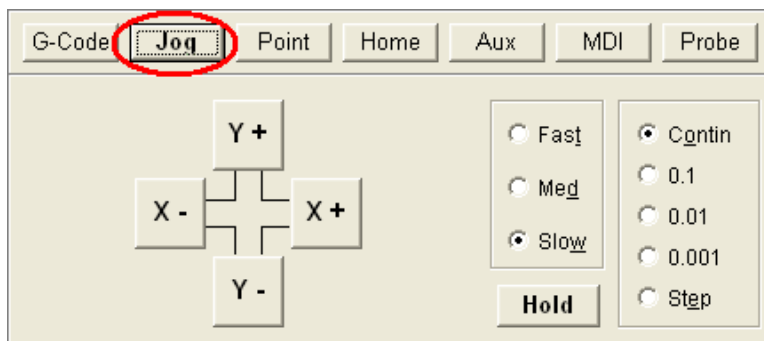 G-Code Jog Point Home Aux MDI Probe
Y +
X -
X +
Y -
Fast
Med
Slow
Hold
Contin
0.1
0.01
0.001
Step